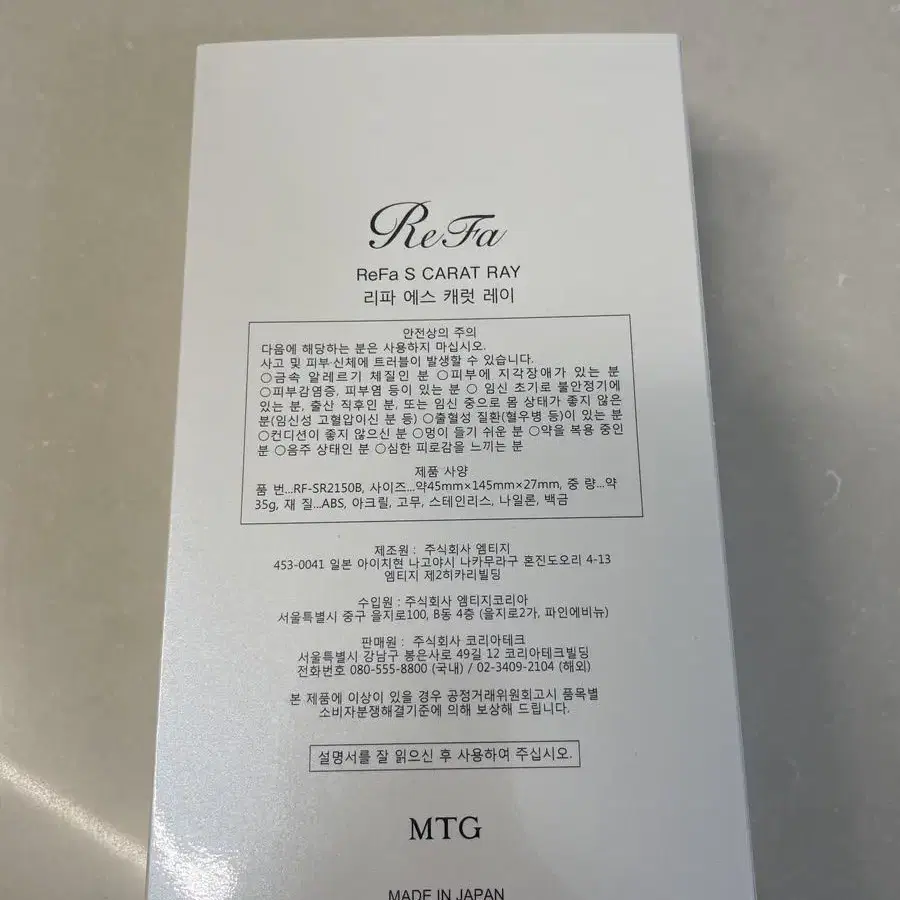 ReFa
ReFa S CARAT RAY
리파 에스 캐럿 레이
안전상의 주의
다음에 해당하는 분은 사용하지 마십시오.
사고 및 피부·신체에 트러블이 발생할 수 있습니다.
○금속 알레르기 체질인 분 ○피부에 지각장애가 있는 분
○피부감염증, 피부염 등이 있는 분 ○ 임신 초기로 불안정기에
있는 분, 출산 직후인 분, 또는 임신 중으로 몸 상태가 좋지 않은
분(임신성 고혈압이신 분 등) ○출혈성 질환(혈우병 등)이 있는 분
○컨디션이 좋지 않으신 분 ○멍이 들기 쉬운 분 ○약을 복용 중인
분 ○음주 상태인 분 ○심한 피로감을 느끼는 분
제품 사양
품 번...RF-SR2150B, 사이즈...약45mm×145mm×27mm, 중 량...약
35g, 재 질...ABS, 아크릴, 고무, 스테인리스, 나일론, 백금
제조원 : 주식회사 엠티지
453-0041 일본 아이치현 나고야시 나카무라구 혼진도오리 4-13
엠티지 제2히카리빌딩
수입원 : 주식회사 엠티지코리아
서울특별시 중구 을지로100, B동 4층 (을지로2가, 파인에비뉴)
판매원 : 주식회사 코리아테크
서울특별시 강남구 봉은사로 49길 12 코리아테크빌딩
전화번호 080-555-8800 (국내) / 02-3409-2104 (해외)
본 제품에 이상이 있을 경우 공정거래위원회고시 품목별
소비자분쟁해결기준에 의해 보상해 드립니다.
설명서를 잘 읽으신 후 사용하여 주십시오.
MTG
MADE IN JAPAN